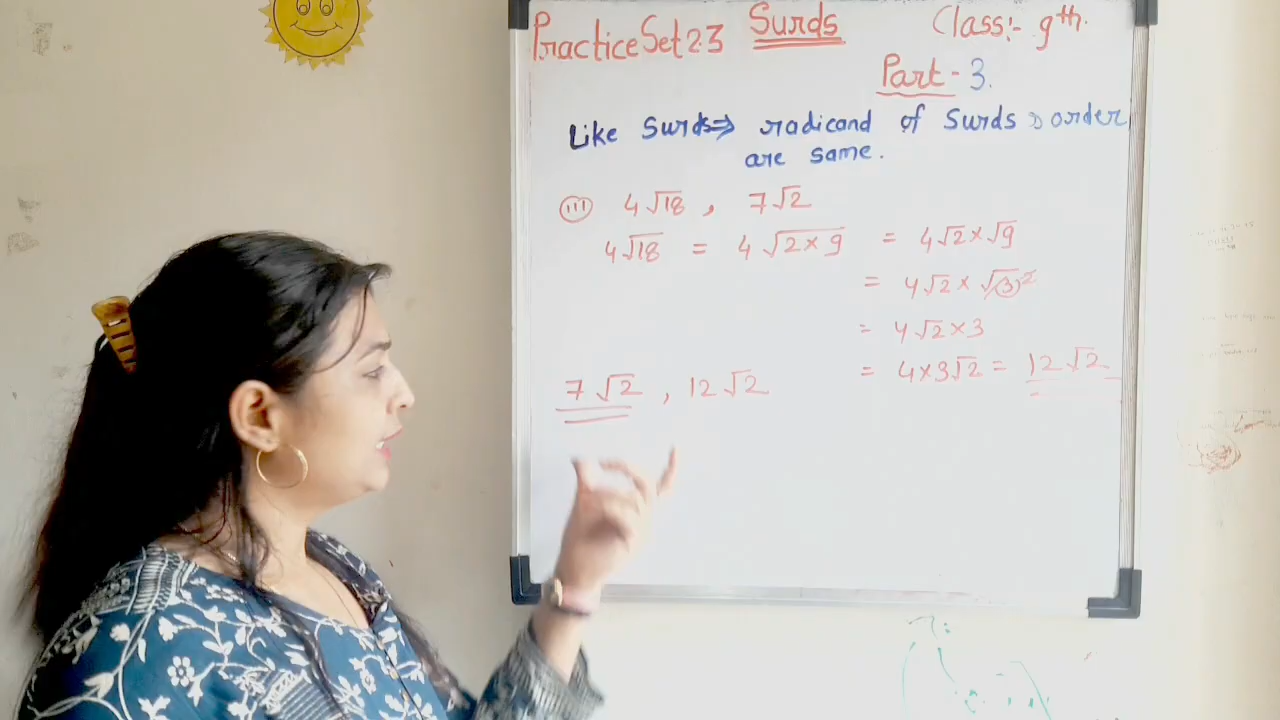 Practice Set 2.3 Surds Class:- 9th.
Part - 3.
Like Surds ⇒ radicand of Surds & order
are same.
(iii) 4√18 , 7√2
4√18 = 4√(2×9) = 4√2 × √9
= 4√2 × √(3)²
= 4√2 × 3
= 4×3√2 = 12√2
7√2 , 12√2